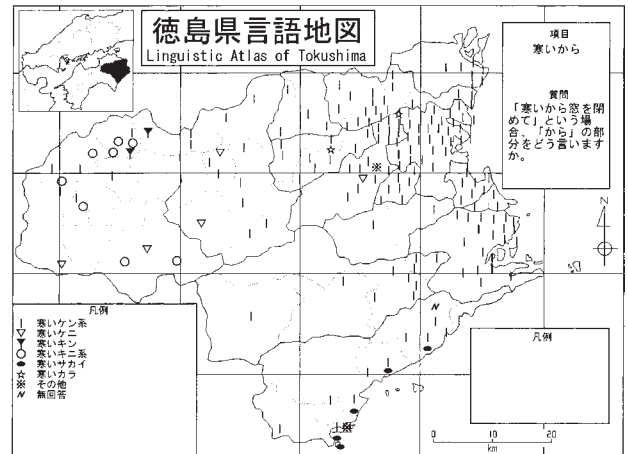 徳島県言語地図
Linguistic Atlas of Tokushima
項目
寒いから
質問
「寒いから窓を閉
めて」という場
合、「から」の部
分をどう言います
か。
N
凡例
寒いケン系
寒いケニ
寒いキン
寒いキニ系
寒いサカイ
寒いカラ
その他
無回答
凡例
0 10 20
km